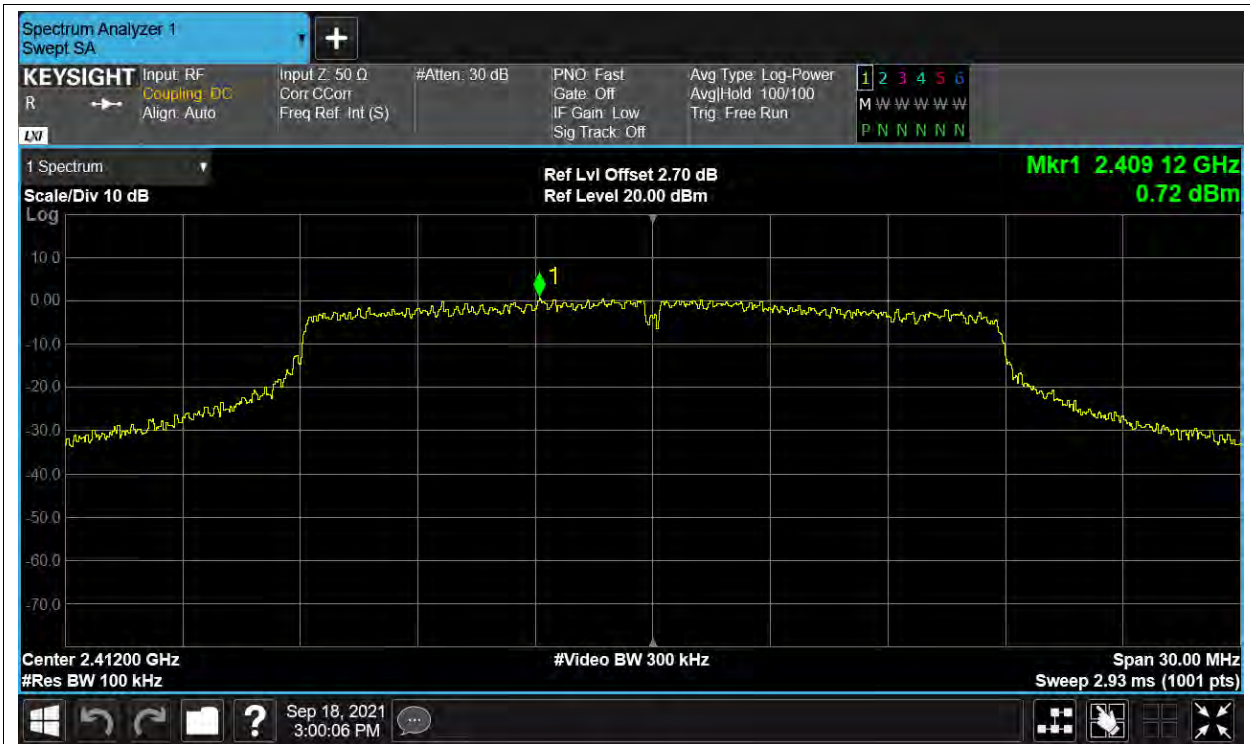 Spectrum Analyzer 1
Swept SA
KEYSIGHT
R
LXI
Input: RF
Coupling: DC
Align: Auto
Input Z: 50 Ω
Corr CCorr
Freq Ref: Int (S)
#Atten: 30 dB
PNO: Fast
Gate: Off
IF Gain: Low
Sig Track: Off
Avg Type: Log-Power
Avg|Hold: 100/100
Trig: Free Run
1 2 3 4 5 6
M W W W W W
P N N N N N
1 Spectrum
Scale/Div 10 dB
Ref Lvl Offset 2.70 dB
Ref Level 20.00 dBm
Mkr1 2.409 12 GHz
0.72 dBm
Log
10.0
0.00
-10.0
-20.0
-30.0
-40.0
-50.0
-60.0
-70.0
1
Center 2.41200 GHz
#Res BW 100 kHz
#Video BW 300 kHz
Span 30.00 MHz
Sweep 2.93 ms (1001 pts)
?
Sep 18, 2021
3:00:06 PM